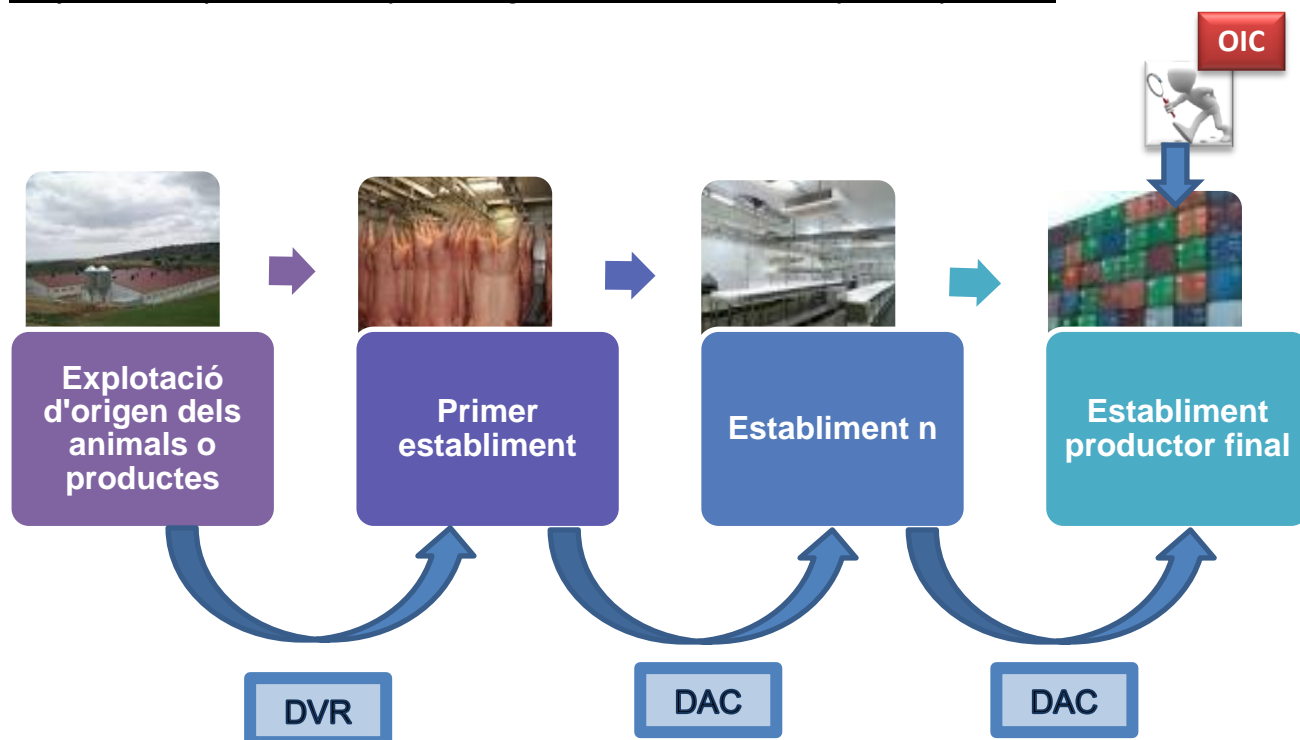 OIC
Explotació
d'origen dels
animals o
productes
Primer
establiment
Establiment n
Establiment
productor final
DVR
DAC
DAC